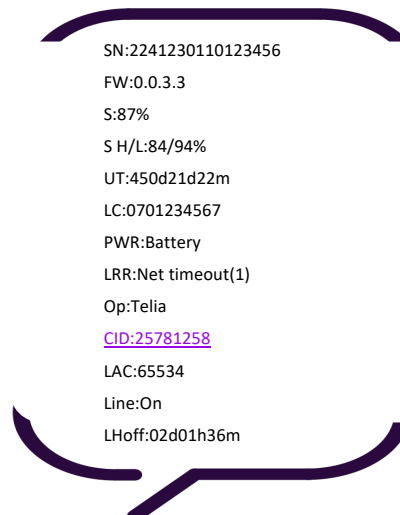 SN:2241230110123456
FW:0.0.3.3
S:87%
S H/L:84/94%
UT:450d21d22m
LC:0701234567
PWR:Battery
LRR:Net timeout(1)
Op:Telia
CID:25781258
LAC:65534
Line:On
LHoff:02d01h36m